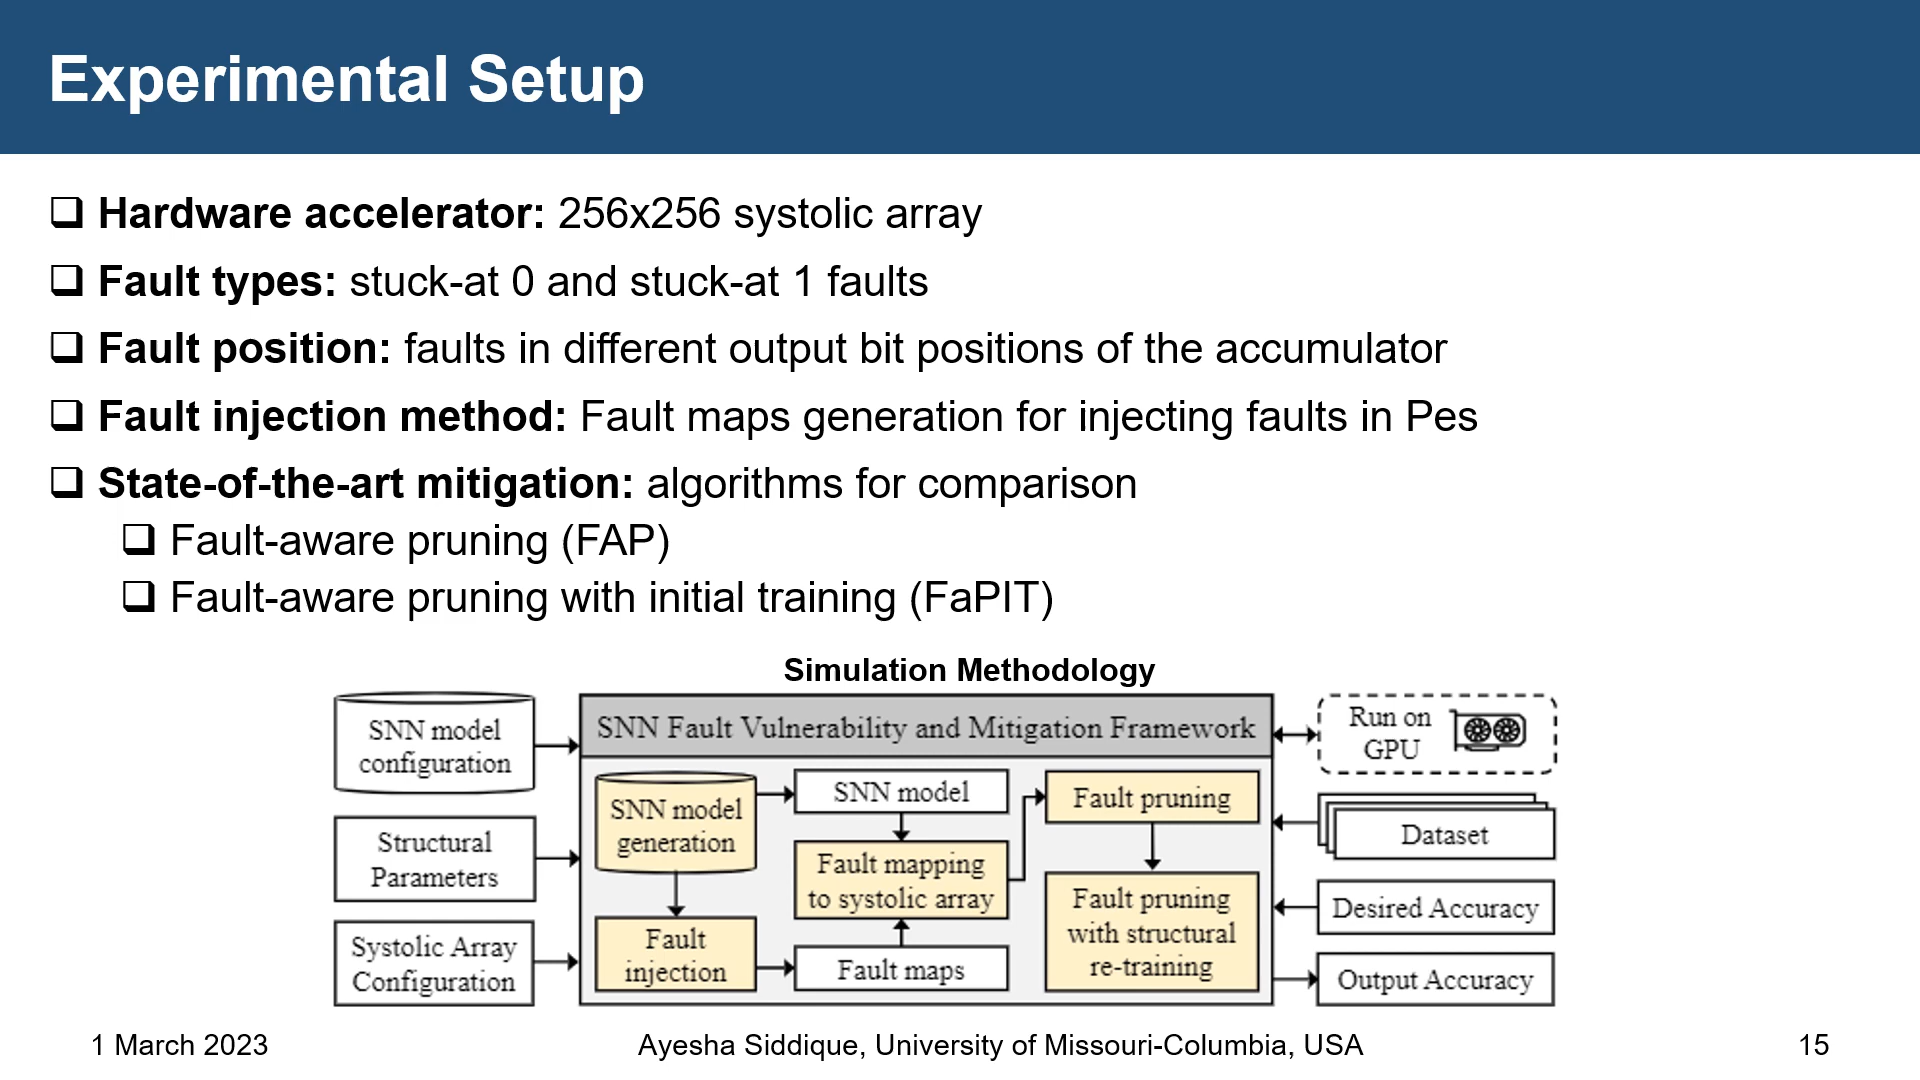 Experimental Setup
Hardware accelerator: 256x256 systolic array
Fault types: stuck-at 0 and stuck-at 1 faults
Fault position: faults in different output bit positions of the accumulator
Fault injection method: Fault maps generation for injecting faults in Pes
State-of-the-art mitigation: algorithms for comparison
Fault-aware pruning (FAP)
Fault-aware pruning with initial training (FaPIT)
Simulation Methodology
SNN model
configuration
Structural
Parameters
Systolic Array
Configuration
SNN Fault Vulnerability and Mitigation Framework
SNN model
generation
Fault
injection
SNN model
Fault mapping
to systolic array
Fault maps
Fault pruning
Fault pruning
with structural
re-training
Run on
GPU
Dataset
Desired Accuracy
Output Accuracy
1 March 2023
Ayesha Siddique, University of Missouri-Columbia, USA
15